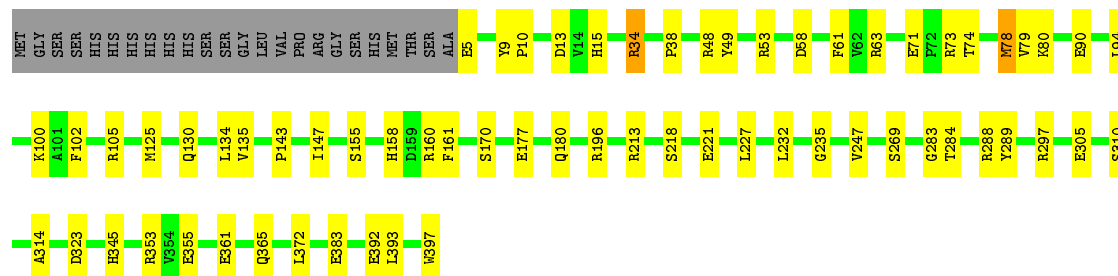 MET GLY SER SER HIS HIS HIS HIS HIS HIS SER SER GLY LEU VAL PRO ARG GLY SER HIS MET THR SER ALA E5 Y9 P10 D13 V14 H15 R34 P38 R48 Y49 R53 D58 F61 V62 R63 E71 P72 R73 T74 M78 V79 K80 E90
K100 A101 F102 R105 M125 Q130 L134 V135 P143 I147 S155 H158 D159 R160 F161 S170 E177 Q180 R196 R213 S218 E221 L227 L232 G235 V247 S269 G283 T284 R288 Y289 R297 E305
A314 D323 H345 R353 V354 E355 E361 Q365 L372 E383 E392 L393 W397